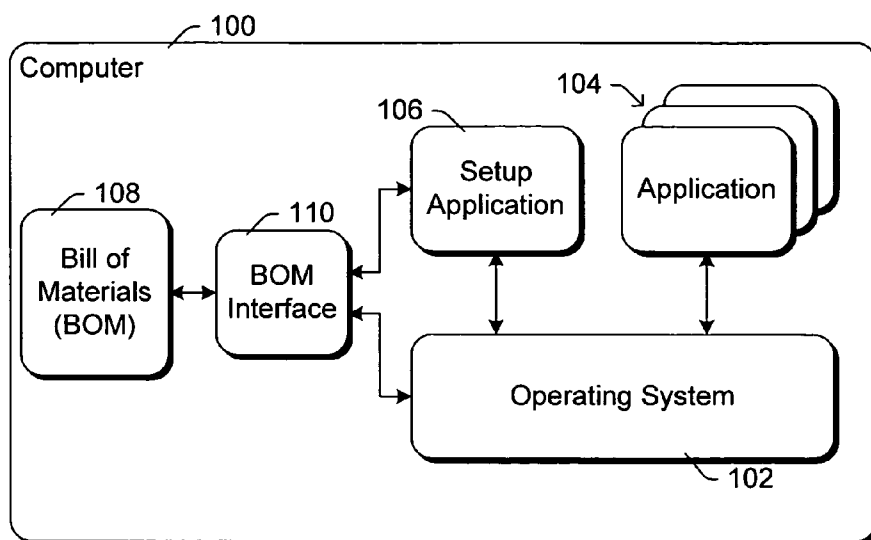 100
Computer
106
Setup
Application
104
Application
108
Bill of
Materials
(BOM)
110
BOM
Interface
Operating System
102